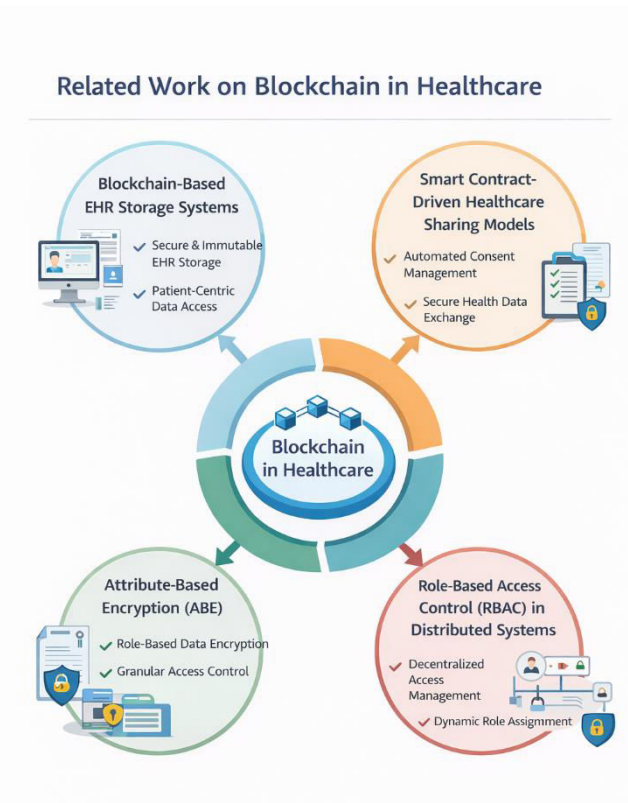 Related Work on Blockchain in Healthcare
Blockchain-Based
EHR Storage Systems
Secure & Immutable
EHR Storage
Patient-Centric
Data Access
Smart Contract-
Driven Healthcare
Sharing Models
Automated Consent
Management
Secure Health Data
Exchange
Blockchain
in Healthcare
Attribute-Based
Encryption (ABE)
Role-Based Data Encryption
Granular Access Control
Role-Based Access
Control (RBAC) in
Distributed Systems
Decentralized
Access
Management
Dynamic Role Assignment